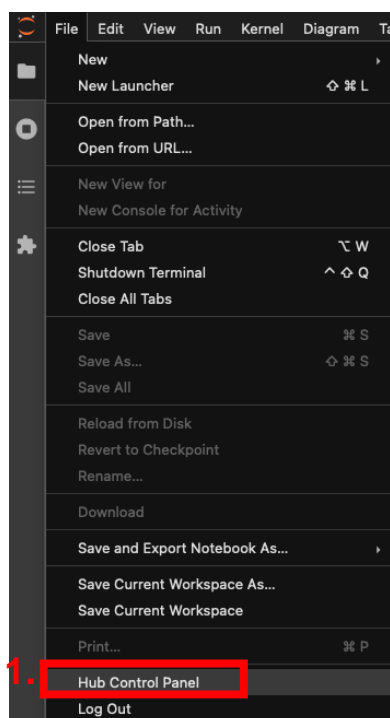 File Edit View Run Kernel Diagram Ta
New
New Launcher ⇧ ⌘ L
Open from Path...
Open from URL...
New View for
New Console for Activity
Close Tab ⌥ W
Shutdown Terminal ^ ⇧ Q
Close All Tabs
Save ⌘ S
Save As... ⇧ ⌘ S
Save All
Reload from Disk
Revert to Checkpoint
Rename...
Download
Save and Export Notebook As...
Save Current Workspace As...
Save Current Workspace
Print... ⌘ P
1. Hub Control Panel
Log Out